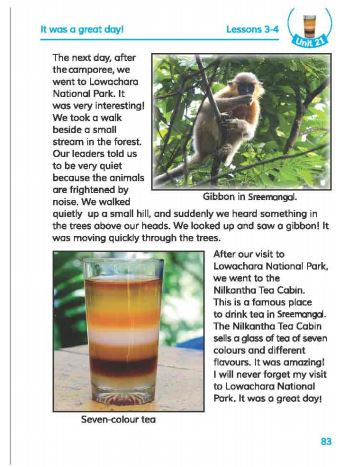 It was a great day!
Lessons 3-4
Unit 21
The next day, after
the camporee, we
went to Lowachara
National Park. It
was very interesting!
We took a walk
beside a small
stream in the forest.
Our leaders told us
to be very quiet
because the animals
are frightened by
noise. We walked
Gibbon in Sreemangal.
quietly up a small hill, and suddenly we heard something in
the trees above our heads. We looked up and saw a gibbon! It
was moving quickly through the trees.
After our visit to
Lowachara National Park,
we went to the
Nilkantha Tea Cabin.
This is a famous place
to drink tea in Sreemangal.
The Nilkantha Tea Cabin
sells a glass of tea of seven
colours and different
flavours. It was amazing!
I will never forget my visit
to Lowachara National
Park. It was a great day!
Seven-colour tea
83